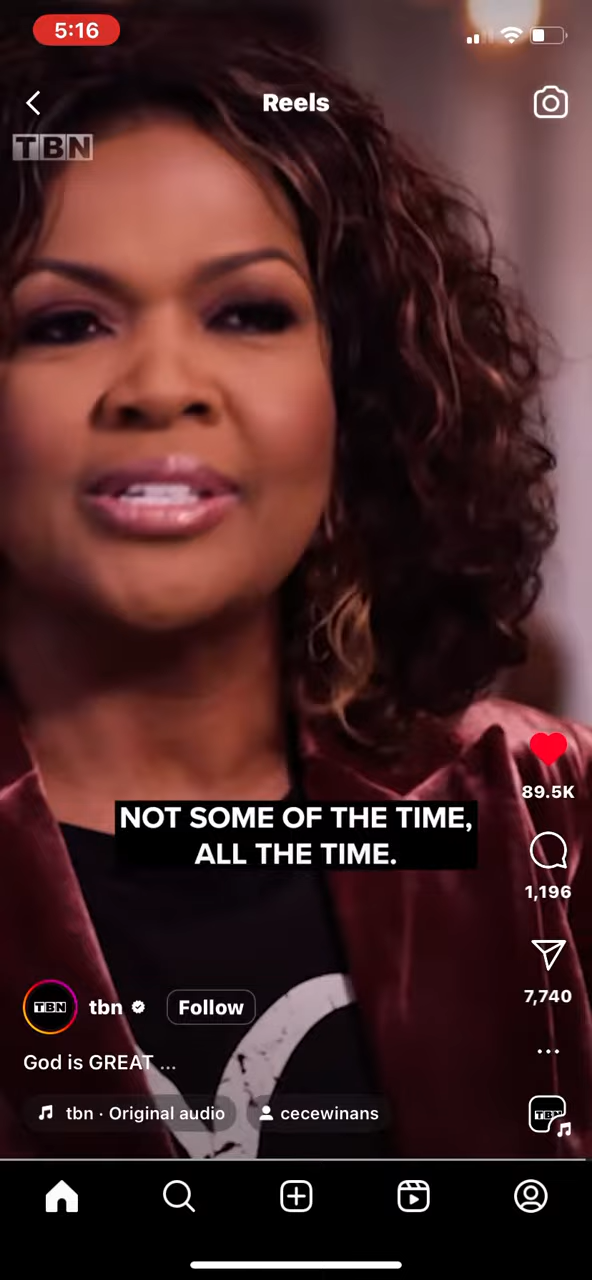 5:16
Reels
TBN
NOT SOME OF THE TIME,
ALL THE TIME.
89.5K
1,196
7,740
TBN
tbn
Follow
God is GREAT ...
tbn · Original audio
cecewinans
TBN